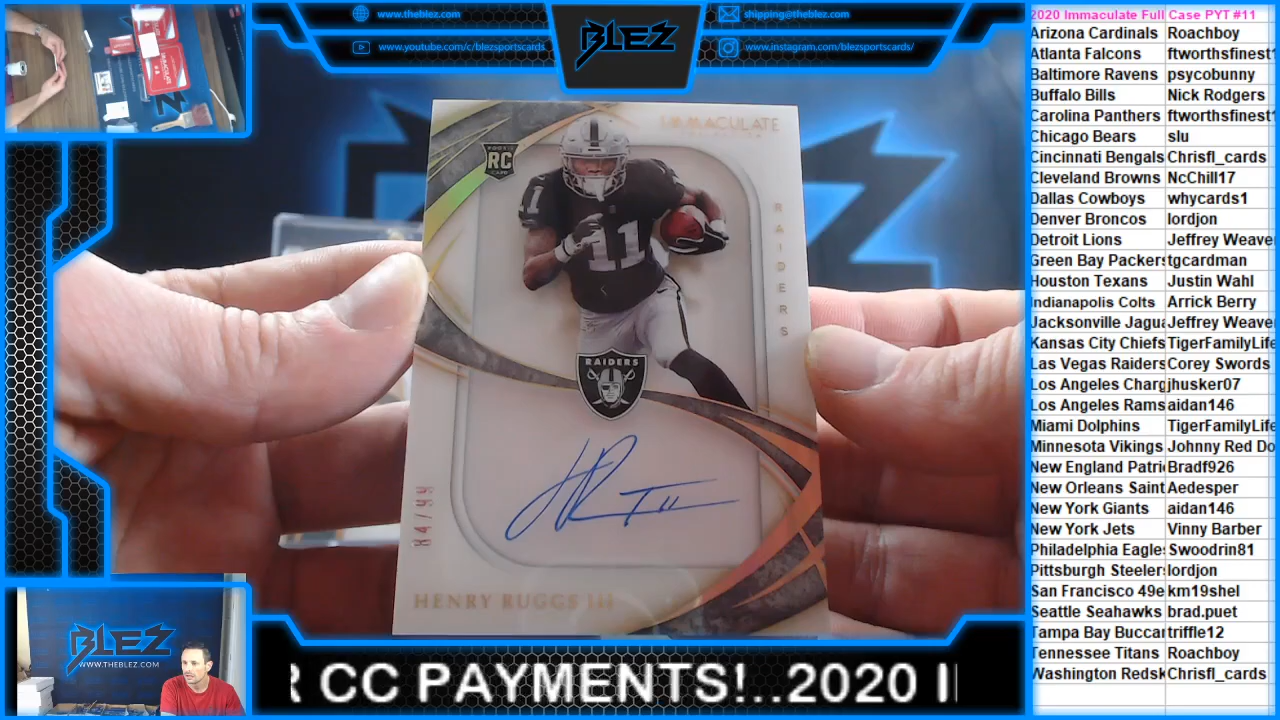 www.theblez.com
www.youtube.com/c/blezsportscards
BLEZ
shipping@theblez.com
www.instagram.com/blezsportscards/
IMMACULATE
RC
11
11
RAIDERS
RAIDERS
84/99
HENRY RUGGS III
BLEZ
WWW.THEBLEZ.COM
R CC PAYMENTS!..2020 I
2020 Immaculate Full Case PYT #11
Arizona Cardinals Roachboy
Atlanta Falcons ftworthsfinest1
Baltimore Ravens psycobunny
Buffalo Bills Nick Rodgers
Carolina Panthers ftworthsfinest1
Chicago Bears slu
Cincinnati Bengals Chrisfl_cards
Cleveland Browns NcChill17
Dallas Cowboys whycards1
Denver Broncos lordjon
Detroit Lions Jeffrey Weaver
Green Bay Packers tgcardman
Houston Texans Justin Wahl
Indianapolis Colts Arrick Berry
Jacksonville Jagua Jeffrey Weaver
Kansas City Chiefs TigerFamilyLife
Las Vegas Raiders Corey Swords
Los Angeles Charg jhusker07
Los Angeles Rams aidan146
Miami Dolphins TigerFamilyLife
Minnesota Vikings Johnny Red Do
New England Patri Bradf926
New Orleans Saint Aedesper
New York Giants aidan146
New York Jets Vinny Barber
Philadelphia Eagle Swoodrin81
Pittsburgh Steelers lordjon
San Francisco 49e km19shel
Seattle Seahawks brad.puet
Tampa Bay Buccan triffle12
Tennessee Titans Roachboy
Washington Redsk Chrisfl_cards